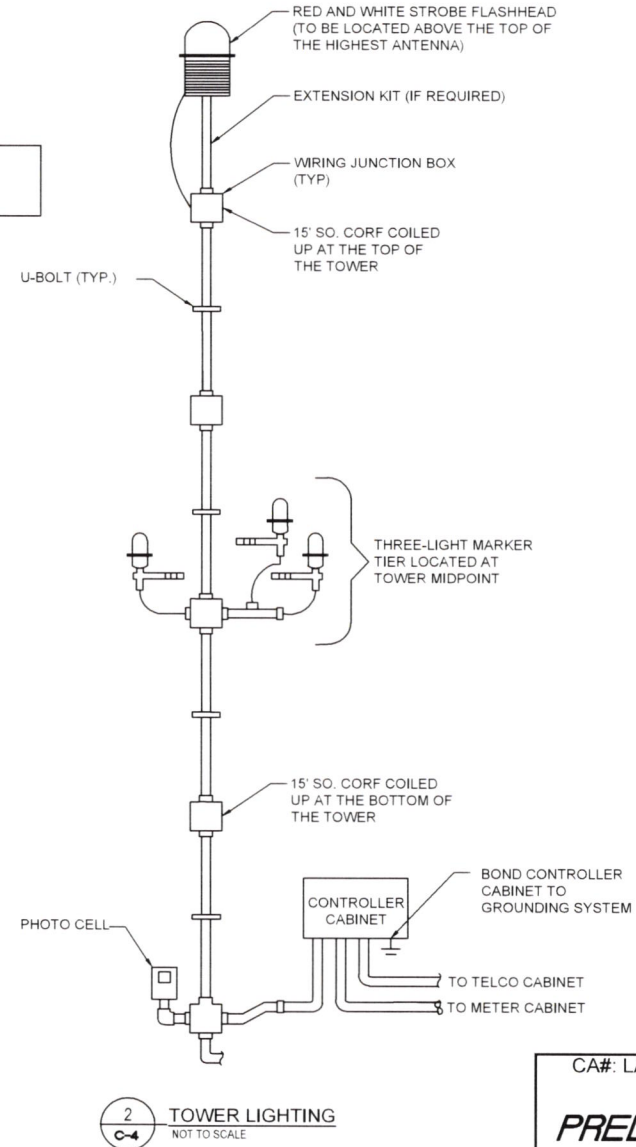 RED AND WHITE STROBE FLASHHEAD
(TO BE LOCATED ABOVE THE TOP OF
THE HIGHEST ANTENNA)
EXTENSION KIT (IF REQUIRED)
WIRING JUNCTION BOX
(TYP)
15' SO. CORF COILED
UP AT THE TOP OF
THE TOWER
U-BOLT (TYP.)
THREE-LIGHT MARKER
TIER LOCATED AT
TOWER MIDPOINT
15' SO. CORF COILED
UP AT THE BOTTOM OF
THE TOWER
BOND CONTROLLER
CABINET TO
GROUNDING SYSTEM
CONTROLLER
CABINET
PHOTO CELL
TO TELCO CABINET
TO METER CABINET
2
C-4
TOWER LIGHTING
NOT TO SCALE
CA#: